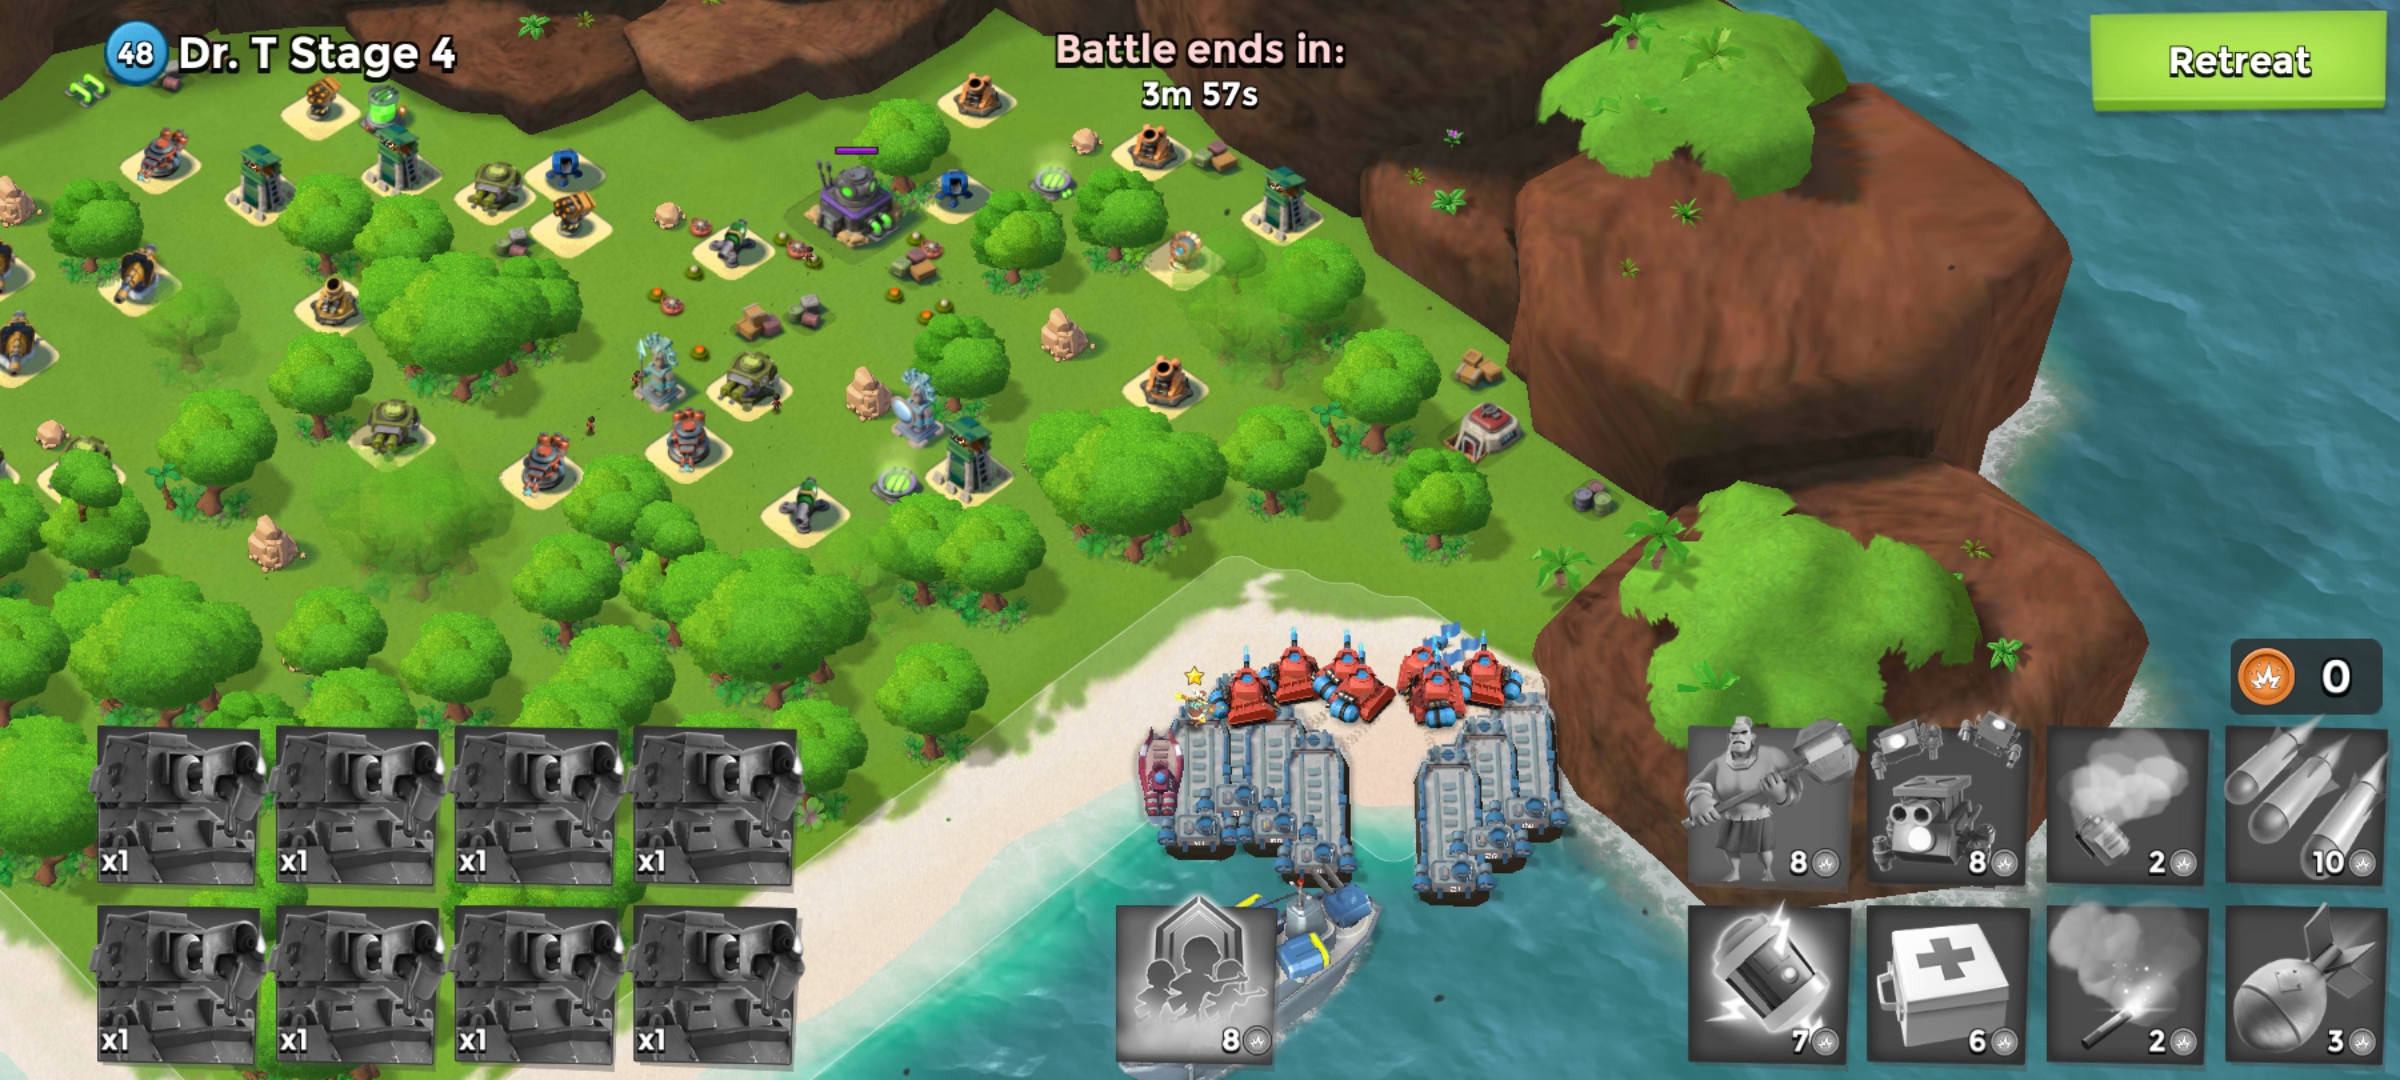 48 Dr. T Stage 4
Battle ends in:
3m 57s
Retreat
0
x1 x1 x1 x1
8 8 2 10
x1 x1 x1 x1
8
7 6 2 3